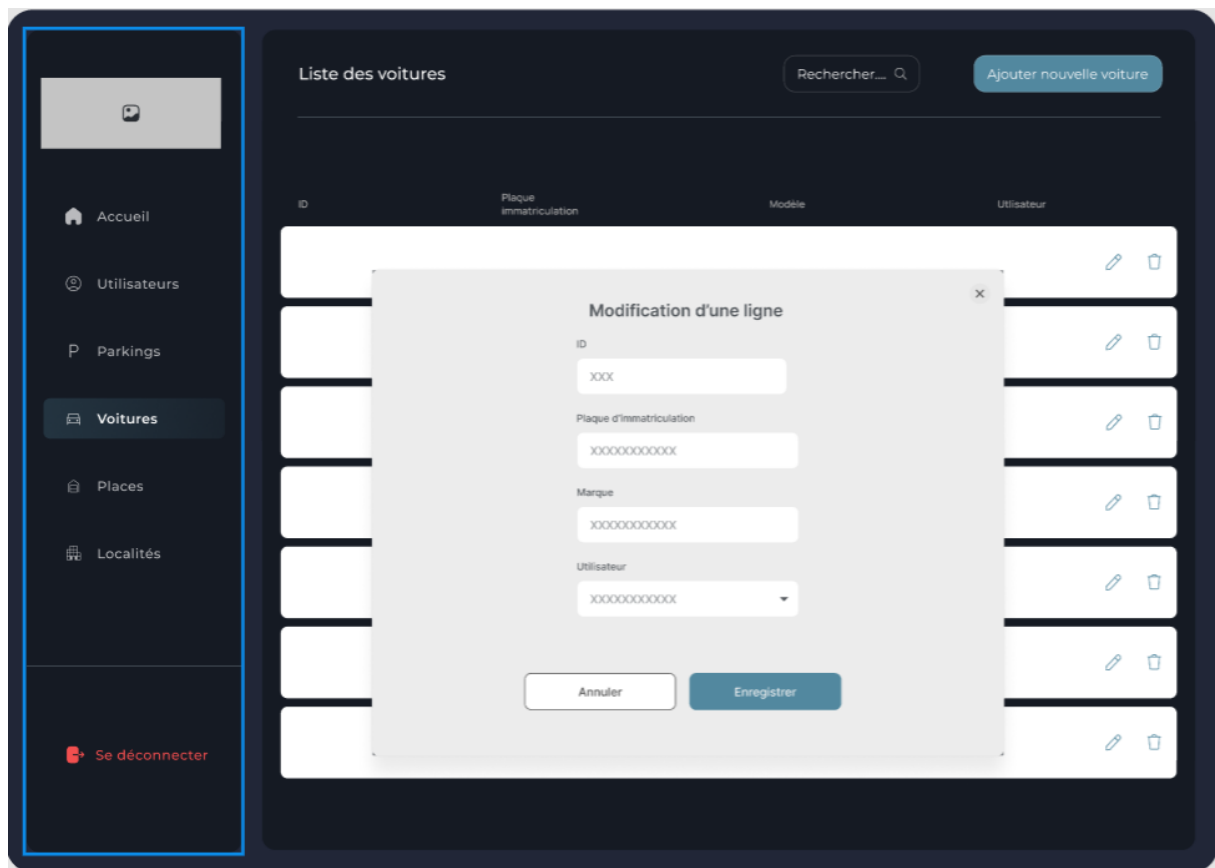 Liste des voitures
Rechercher.... 
Ajouter nouvelle voiture
Accueil
Utilisateurs
P Parkings
Voitures
Places
Localités
Se déconnecter
ID
Plaque
immatriculation
Modèle
Utlisateur
Modification d'une ligne
ID
XXX
Plaque d'immatriculation
XXXXXXXXXXX
Marque
XXXXXXXXXXX
Utilisateur
XXXXXXXXXXX
Annuler
Enregistrer